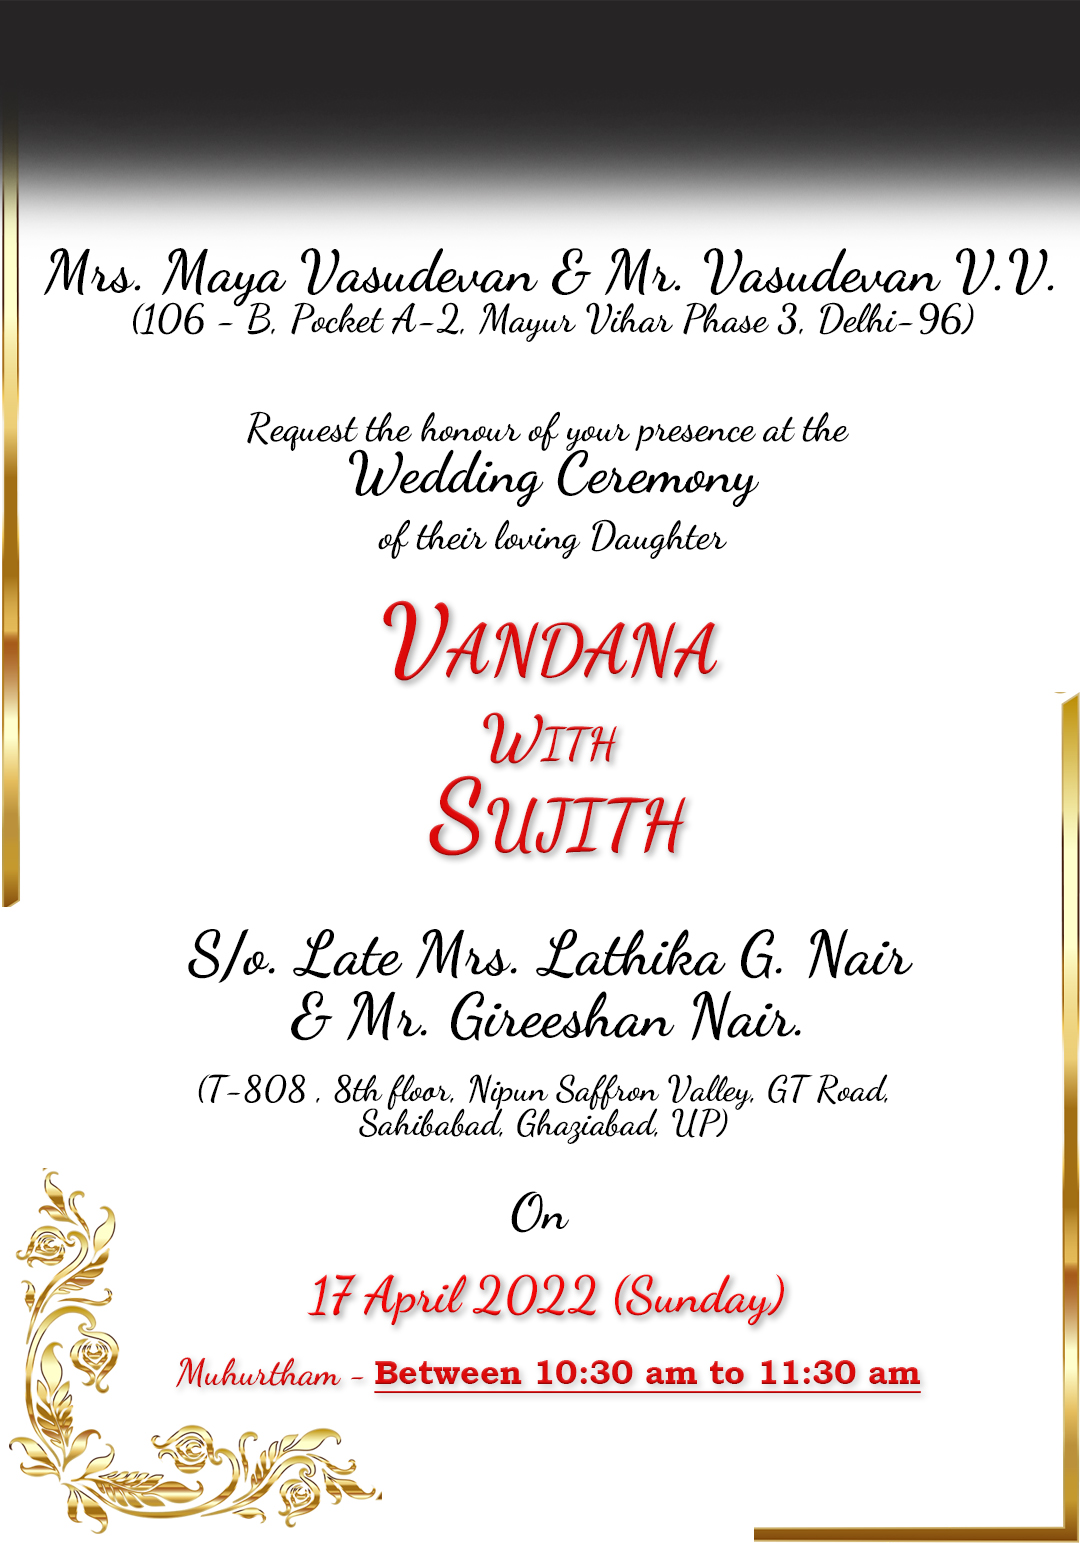 Mrs. Maya Vasudevan & Mr. Vasudevan V.V.
(106 - B, Pocket A-2, Mayur Vihar Phase 3, Delhi-96)
Request the honour of your presence at the
Wedding Ceremony
of their loving Daughter
VANDANA
WITH
SUJITH
S/o. Late Mrs. Lathika G. Nair
& Mr. Gireeshan Nair.
(T-808 , 8th floor, Nipun Saffron Valley, GT Road,
Sahibabad, Ghaziabad, UP)
On
17 April 2022 (Sunday)
Muhurtham - Between 10:30 am to 11:30 am